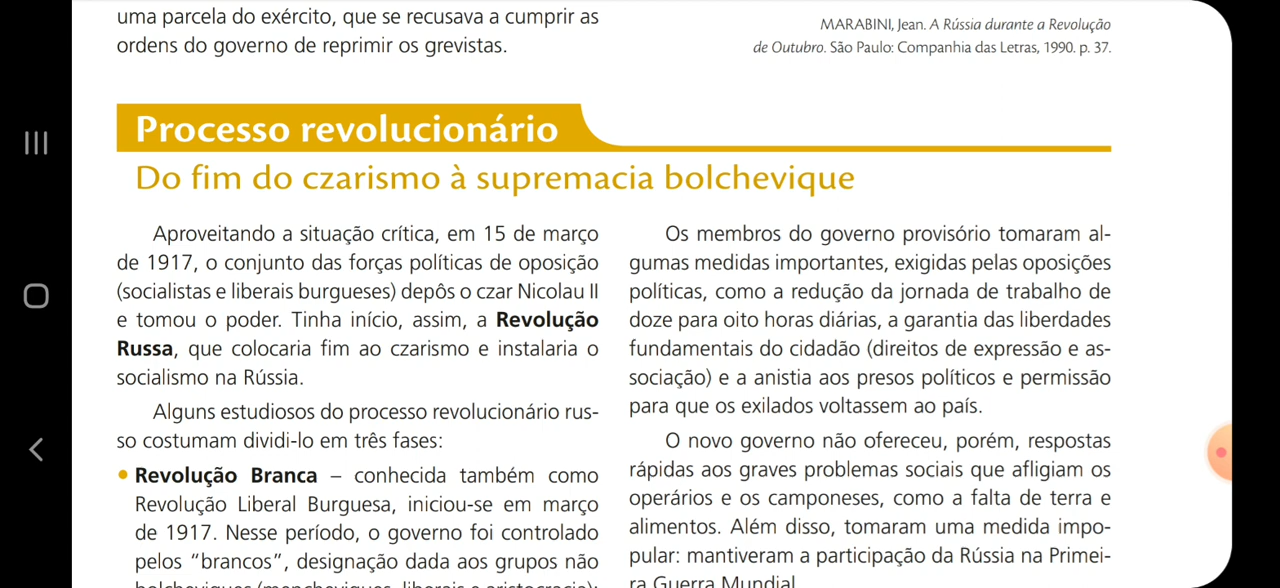 uma parcela do exército, que se recusava a cumprir as
ordens do governo de reprimir os grevistas.
MARABINI, Jean. A Rússia durante a Revolução
de Outubro. São Paulo: Companhia das Letras, 1990. p. 37.
Processo revolucionário
Do fim do czarismo à supremacia bolchevique
Aproveitando a situação crítica, em 15 de março
de 1917, o conjunto das forças políticas de oposição
(socialistas e liberais burgueses) depôs o czar Nicolau II
e tomou o poder. Tinha início, assim, a Revolução
Russa, que colocaria fim ao czarismo e instalaria o
socialismo na Rússia.
Alguns estudiosos do processo revolucionário rus-
so costumam dividi-lo em três fases:
• Revolução Branca – conhecida também como
Revolução Liberal Burguesa, iniciou-se em março
de 1917. Nesse período, o governo foi controlado
pelos “brancos”, designação dada aos grupos não
bolcheviques (mencheviques, liberais e aristocracia);
Os membros do governo provisório tomaram al-
gumas medidas importantes, exigidas pelas oposições
políticas, como a redução da jornada de trabalho de
doze para oito horas diárias, a garantia das liberdades
fundamentais do cidadão (direitos de expressão e as-
sociação) e a anistia aos presos políticos e permissão
para que os exilados voltassem ao país.
O novo governo não ofereceu, porém, respostas
rápidas aos graves problemas sociais que afligiam os
operários e os camponeses, como a falta de terra e
alimentos. Além disso, tomaram uma medida impo-
pular: mantiveram a participação da Rússia na Primei-
ra Guerra Mundial.